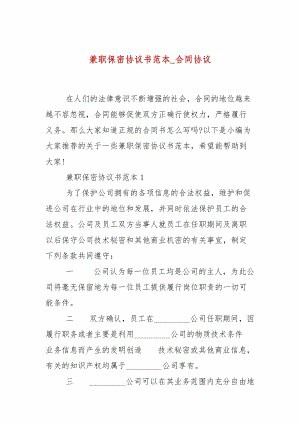 兼职保密协议书范本_合同协议
在人们的法律意识不断增强的社会，合同的地位越来
越不容忽视，合同能够促使双方正确行使权力，严格履行
义务。那么大家知道正规的合同书怎么写吗?以下是小编为
大家推荐的关于一些兼职保密协议书范本，希望能帮助到
大家!
兼职保密协议书范本 1
为了保护公司拥有的各项信息的合法权益，维护和促
进公司在行业中的地位和发展，并同时依法保护员工的合
法权益。公司及员工双方当事人就员工在任职期间及离职
以后保守公司技术秘密和其他商业机密的有关事宜，制定
下列条款共同遵守：
一 公司认为每一位员工均是公司的主人，为此公
司将毫无保留地为每一位员工提供履行岗位职责的一切可
能条件。
二 双方确认，员工在________公司任职期间，因
履行职务或者主要是利用________公司的物质技术条件
业务信息而产生的发明创造 技术秘密或其他商业信息，
有关的知识产权均属于________公司享有。
三 ________公司可以在其业务范围内充分自由地